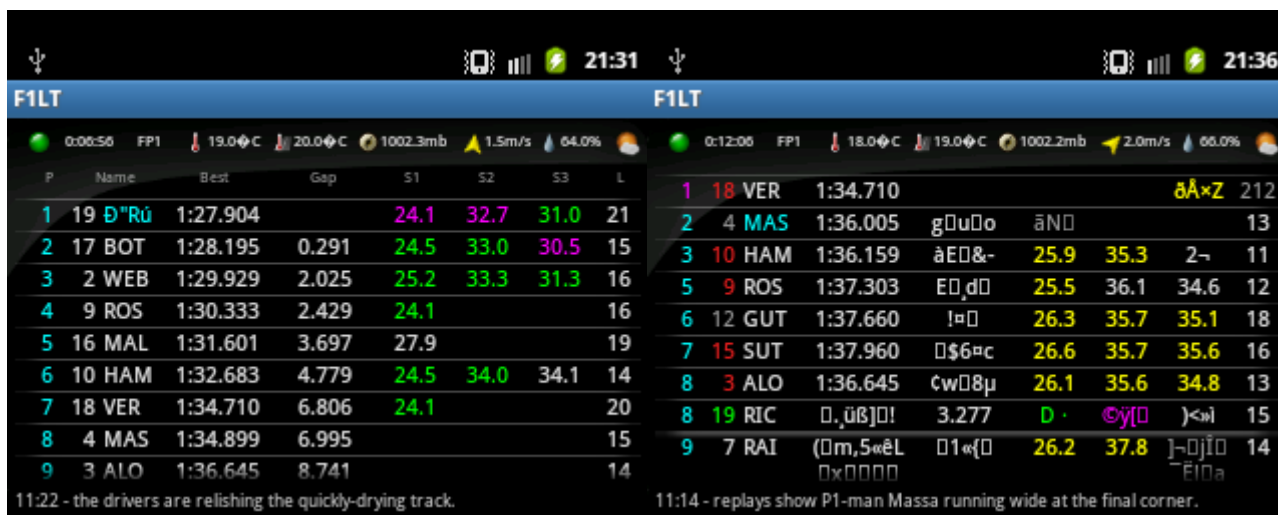 21:31
F1LT
0:06:56 FP1 19.0�C 20.0�C 1002.3mb 1.5m/s 64.0%
P Name Best Gap S1 S2 S3 L
1 19 Ð"Rú 1:27.904 24.1 32.7 31.0 21
2 17 BOT 1:28.195 0.291 24.5 33.0 30.5 15
3 2 WEB 1:29.929 2.025 25.2 33.3 31.3 16
4 9 ROS 1:30.333 2.429 24.1 16
5 16 MAL 1:31.601 3.697 27.9 19
6 10 HAM 1:32.683 4.779 24.5 34.0 34.1 14
7 18 VER 1:34.710 6.806 24.1 20
8 4 MAS 1:34.899 6.995 15
9 3 ALO 1:36.645 8.741 14
11:22 - the drivers are relishing the quickly-drying track.
21:36
F1LT
0:12:06 FP1 18.0�C 19.0�C 1002.2mb 2.0m/s 66.0%
1 18 VER 1:34.710 ðÅ×Z 212
2 4 MAS 1:36.005 g▯u▯o āN▯ 13
3 10 HAM 1:36.159 àE▯&- 25.9 35.3 2¬ 11
5 9 ROS 1:37.303 E▯¸d▯ 25.5 36.1 34.6 12
6 12 GUT 1:37.660 !¤▯ 26.3 35.7 35.1 18
7 15 SUT 1:37.960 ▯$6¤c 26.6 35.7 35.6 16
8 3 ALO 1:36.645 ¢w▯8µ 26.1 35.6 34.8 13
8 19 RIC ▯.¸üß]▯! 3.277 D · ©ÿ[▯ )<»ì 15
9 7 RAI (▯m,5«êL ▯1«{▯ 26.2 37.8 ]¬▯jÎ▯ 14
▯x▯▯▯▯ ¯ËI▯a
11:14 - replays show P1-man Massa running wide at the final corner.